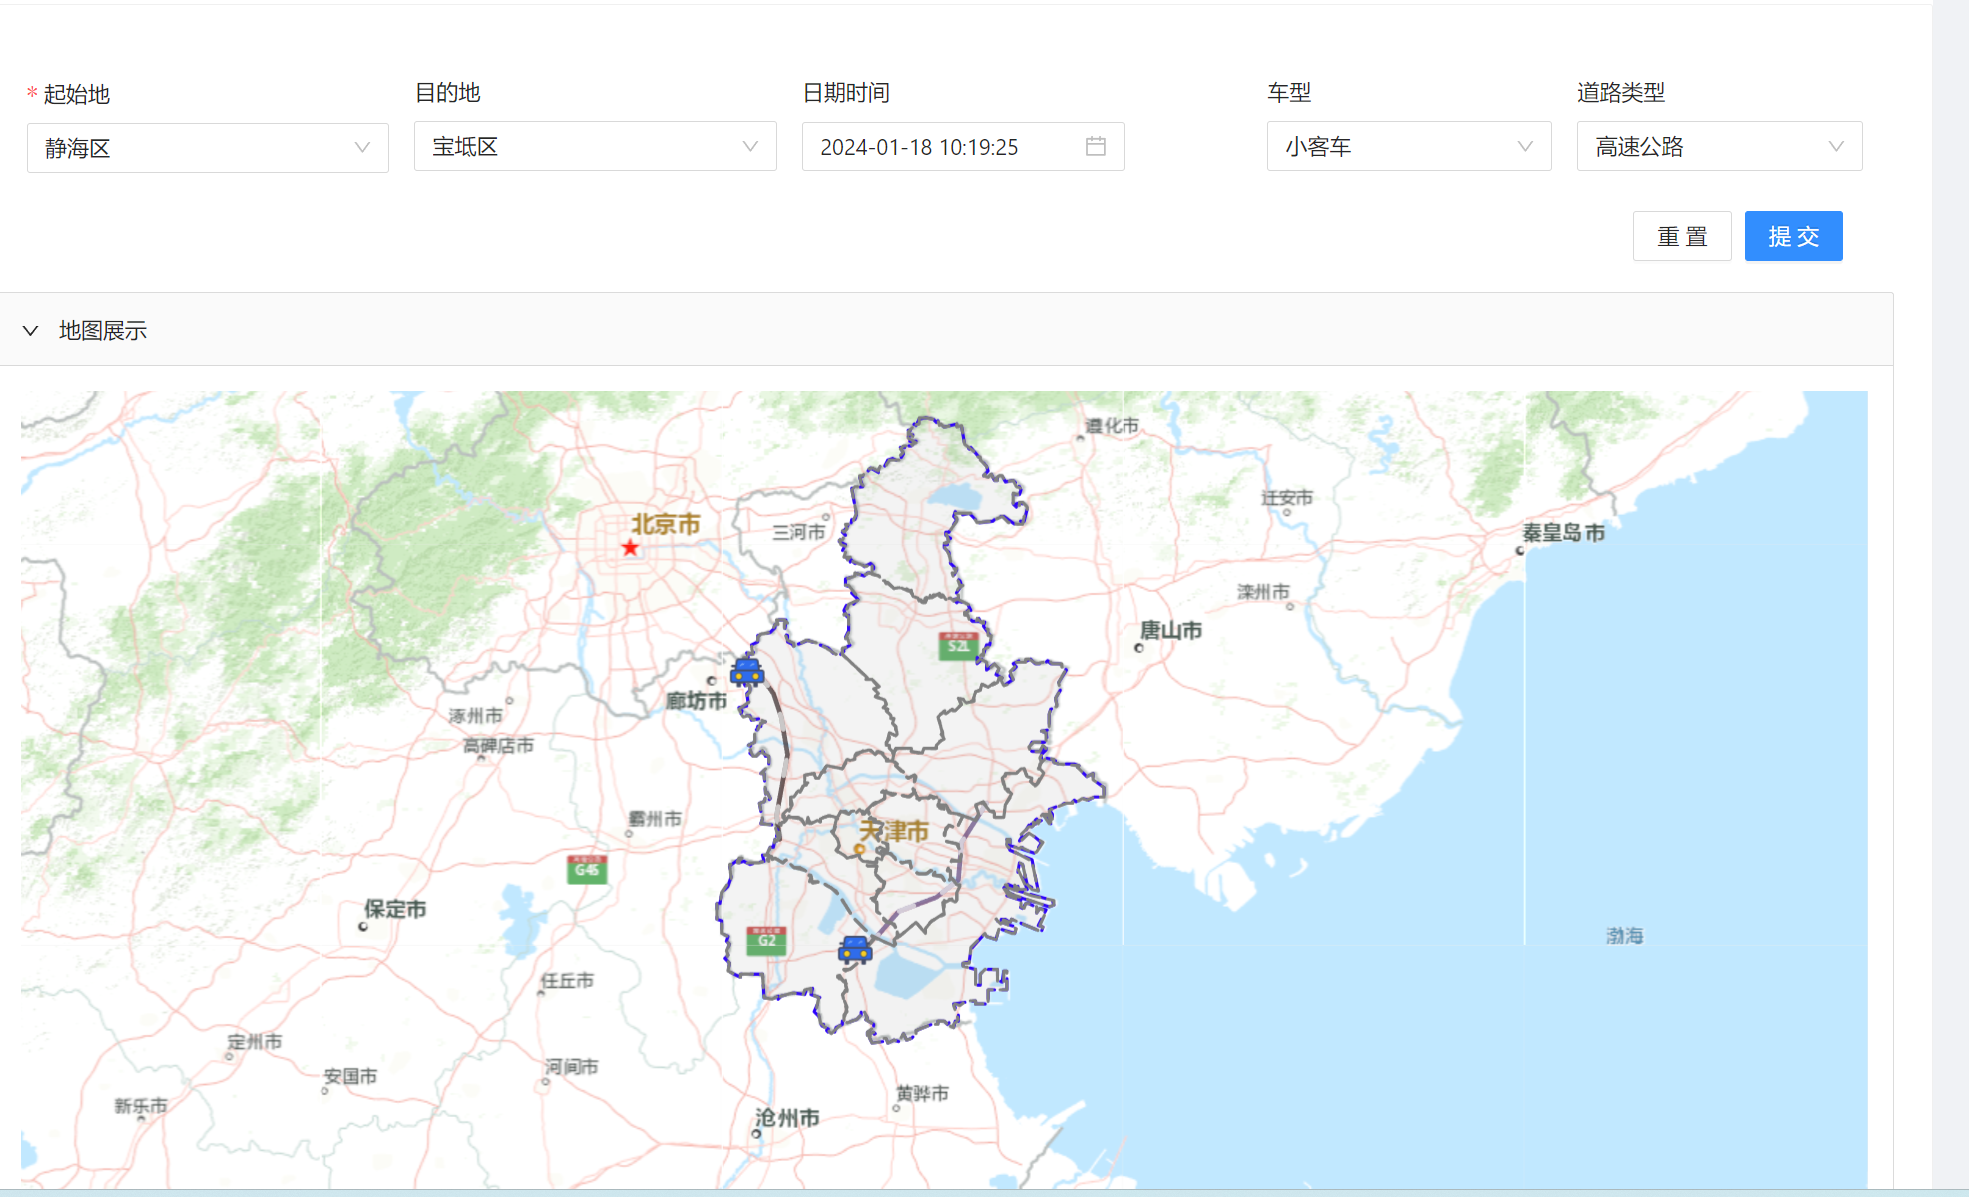 * 起始地
目的地
日期时间
车型
道路类型
静海区
宝坻区
2024-01-18 10:19:25
小客车
高速公路
重 置
提 交
地图展示
遵化市
北京市
三河市
迁安市
秦皇岛市
滦州市
唐山市
S21
廊坊市
涿州市
高碑店市
霸州市
天津市
G45
保定市
G2
渤海
任丘市
定州市
河间市
安国市
黄骅市
新乐市
沧州市